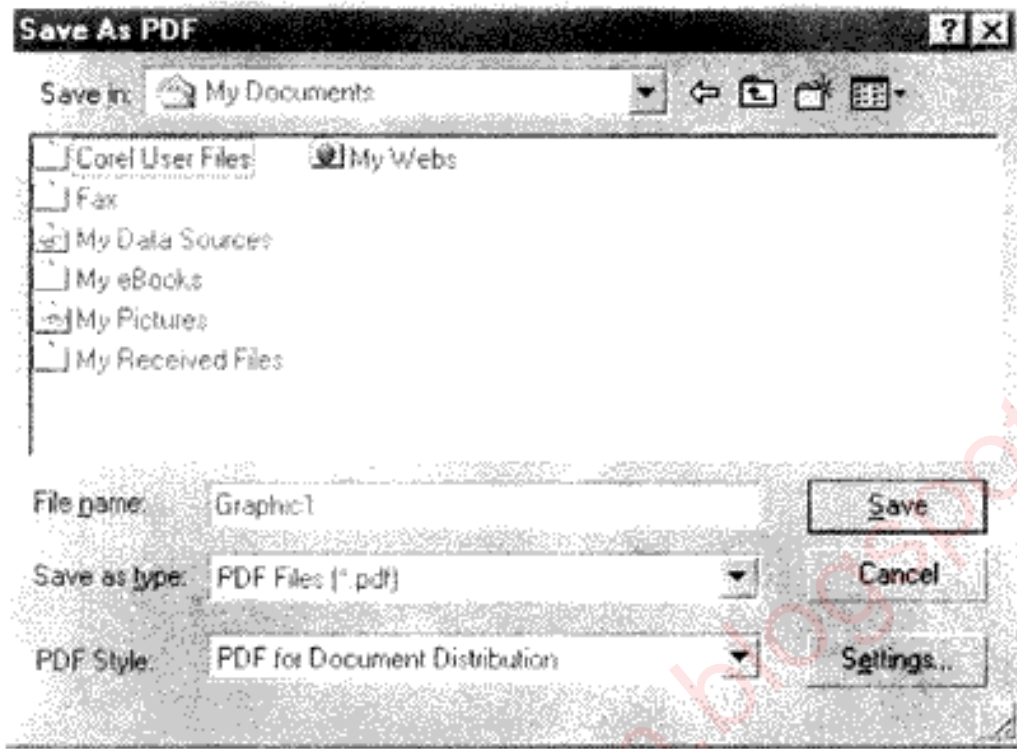 Save As PDF
Save in: My Documents
Corel User Files My Webs
Fax
My Data Sources
My eBooks
My Pictures
My Received Files
File name: Graphic1 Save
Save as type: PDF Files (*.pdf) Cancel
PDF Style: PDF for Document Distribution Settings...
blogspot